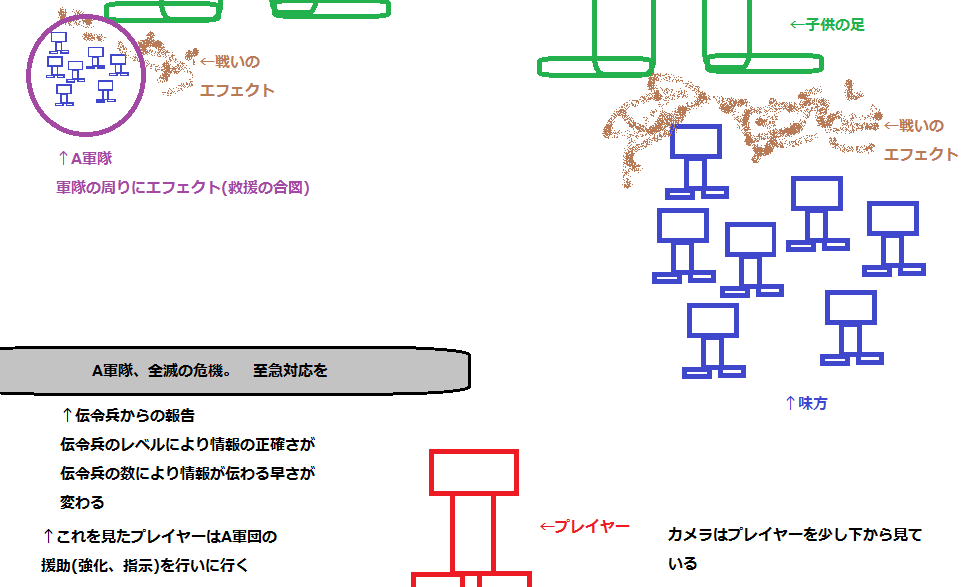 ←子供の足
←戦いの
エフェクト
←戦いの
エフェクト
↑A軍隊
軍隊の周りにエフェクト(救援の合図)
A軍隊、全滅の危機。　至急対応を
↑伝令兵からの報告
伝令兵のレベルにより情報の正確さが
伝令兵の数により情報が伝わる早さが
変わる
↑これを見たプレイヤーはA軍団の
援助(強化、指示)を行いに行く
↑味方
←プレイヤー
カメラはプレイヤーを少し下から見て
いる